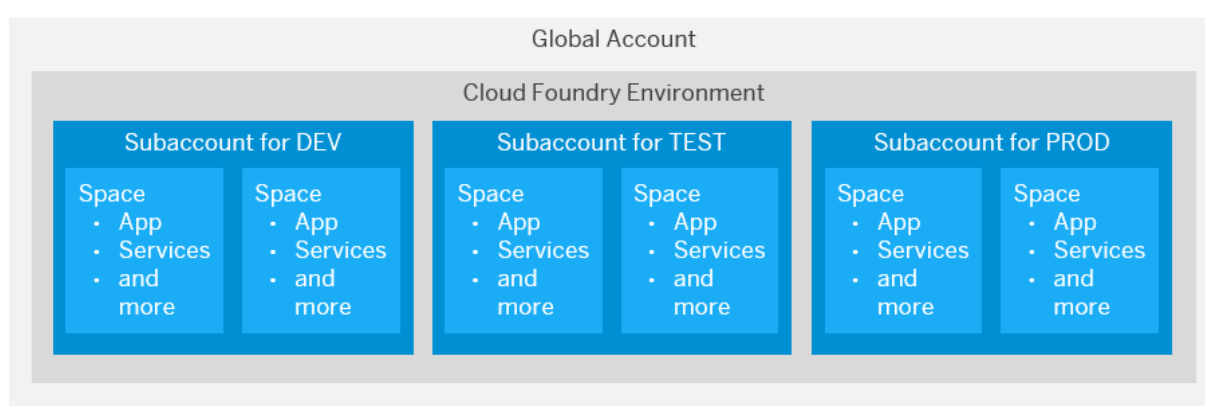 Global Account
Cloud Foundry Environment
Subaccount for DEV
Space
• App
• Services
• and
more
Space
• App
• Services
• and
more
Subaccount for TEST
Space
• App
• Services
• and
more
Space
• App
• Services
• and
more
Subaccount for PROD
Space
• App
• Services
• and
more
Space
• App
• Services
• and
more